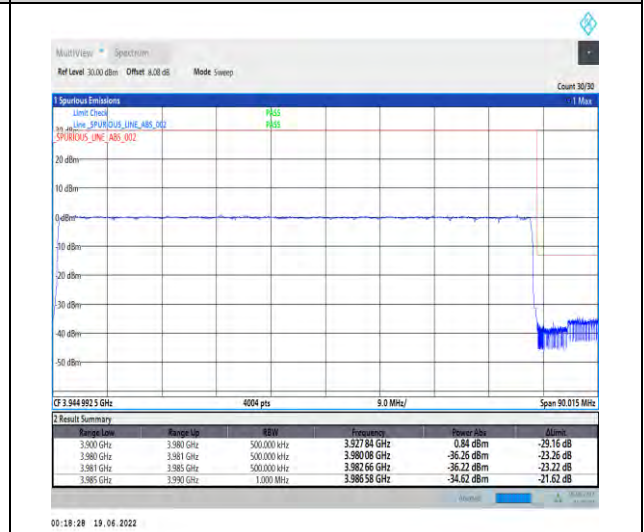 MultiView Spectrum
Ref Level 30.00 dBm Offset 8.08 dB Mode Sweep
Count 30/30
1 Spurious Emissions 1 Max
Limit Check PASS
Line _SPURIOUS_LINE_ABS_002 PASS
_SPURIOUS_LINE_ABS_002
20 dBm
10 dBm
0 dBm
-10 dBm
-20 dBm
-30 dBm
-40 dBm
-50 dBm
CF 3.944 992 5 GHz 4004 pts 9.0 MHz/ Span 90.015 MHz
2 Result Summary
Range Low Range Up RBW Frequency Power Abs ΔLimit
3.900 GHz 3.980 GHz 500.000 kHz 3.927 84 GHz 0.84 dBm -29.16 dB
3.980 GHz 3.981 GHz 500.000 kHz 3.980 08 GHz -36.26 dBm -23.26 dB
3.981 GHz 3.985 GHz 500.000 kHz 3.982 66 GHz -36.22 dBm -23.22 dB
3.985 GHz 3.990 GHz 1.000 MHz 3.986 58 GHz -34.62 dBm -21.62 dB
00:18:28 19.06.2022